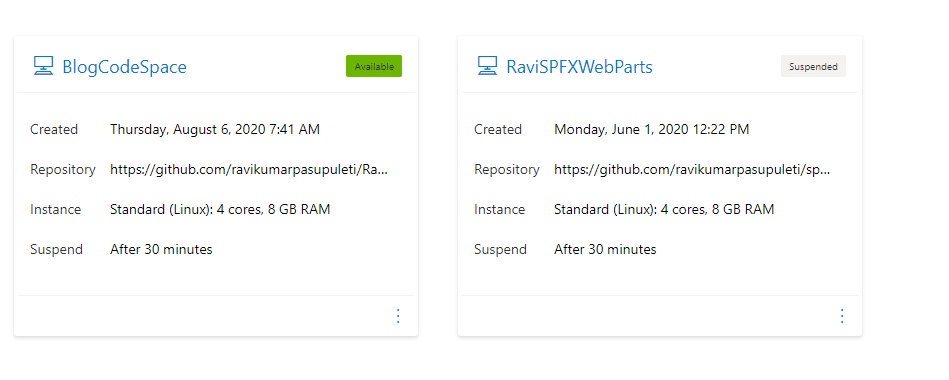 BlogCodeSpace Available
Created Thursday, August 6, 2020 7:41 AM
Repository https://github.com/ravikumarpasupuleti/Ra...
Instance Standard (Linux): 4 cores, 8 GB RAM
Suspend After 30 minutes
RaviSPFXWebParts Suspended
Created Monday, June 1, 2020 12:22 PM
Repository https://github.com/ravikumarpasupuleti/sp...
Instance Standard (Linux): 4 cores, 8 GB RAM
Suspend After 30 minutes